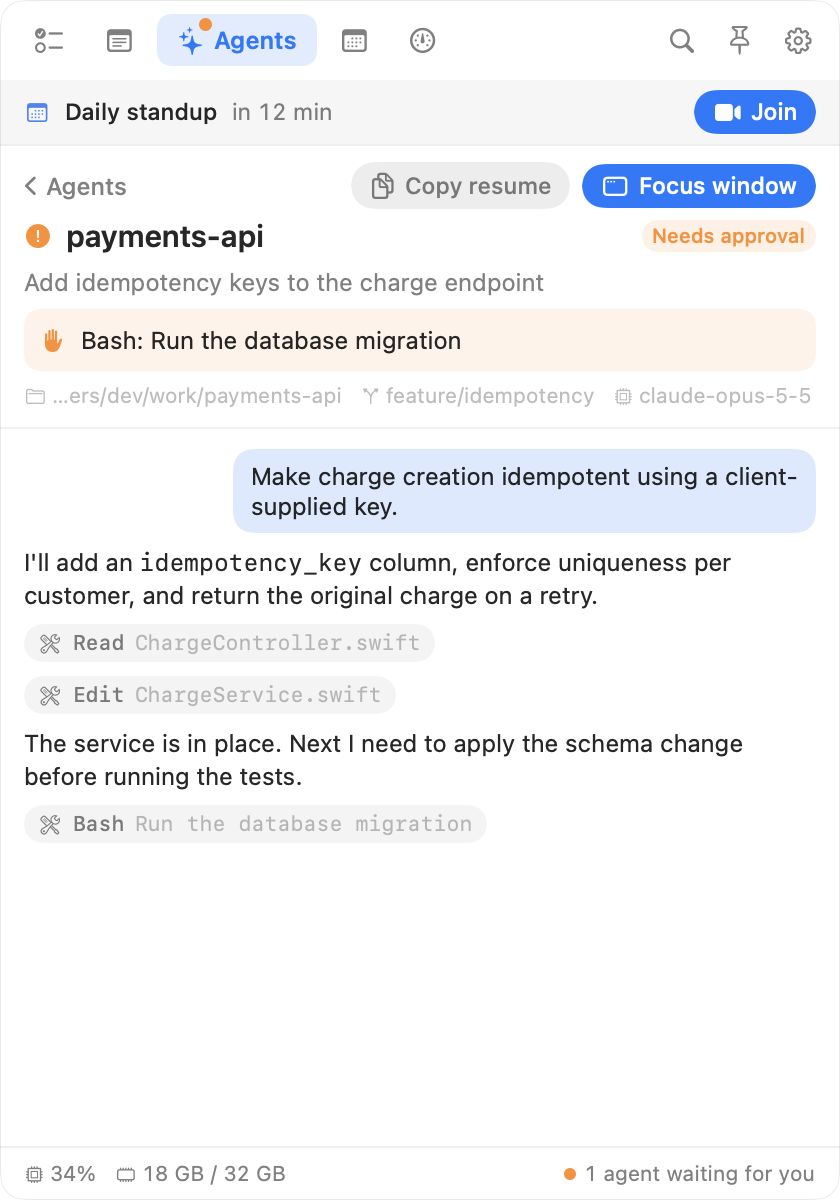 Agents
Daily standup in 12 min
Join
Agents
Copy resume
Focus window
payments-api
Needs approval
Add idempotency keys to the charge endpoint
Bash: Run the database migration
...ers/dev/work/payments-api
feature/idempotency
claude-opus-5-5
Make charge creation idempotent using a client-
supplied key.
I'll add an idempotency_key column, enforce uniqueness per
customer, and return the original charge on a retry.
Read ChargeController.swift
Edit ChargeService.swift
The service is in place. Next I need to apply the schema change
before running the tests.
Bash Run the database migration
34%
18 GB / 32 GB
1 agent waiting for you